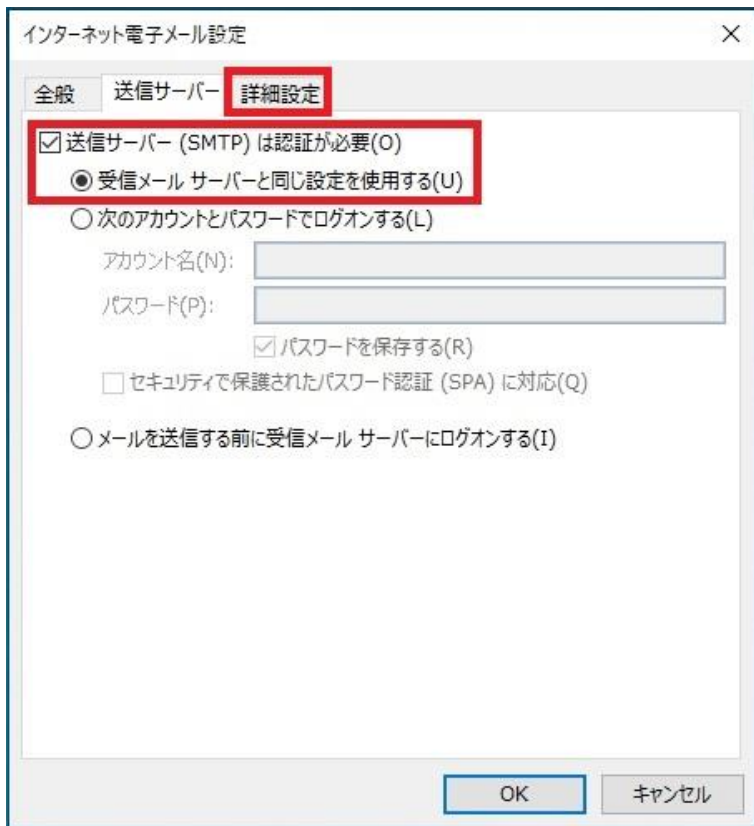 インターネット電子メール設定
全般 送信サーバー 詳細設定
送信サーバー (SMTP) は認証が必要(O)
受信メール サーバーと同じ設定を使用する(U)
次のアカウントとパスワードでログオンする(L)
アカウント名(N):
パスワード(P):
パスワードを保存する(R)
セキュリティで保護されたパスワード認証 (SPA) に対応(Q)
メールを送信する前に受信メール サーバーにログオンする(I)
OK キャンセル